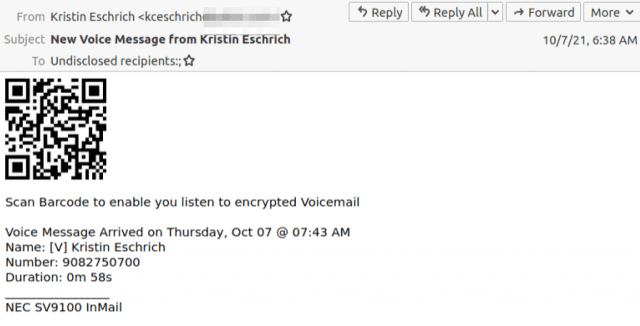 From Kristin Eschrich <kceschrich
Reply Reply All Forward More
Subject New Voice Message from Kristin Eschrich
10/7/21, 6:38 AM
To Undisclosed recipients:;
Scan Barcode to enable you listen to encrypted Voicemail
Voice Message Arrived on Thursday, Oct 07 @ 07:43 AM
Name: [V] Kristin Eschrich
Number: 9082750700
Duration: 0m 58s
NEC SV9100 InMail